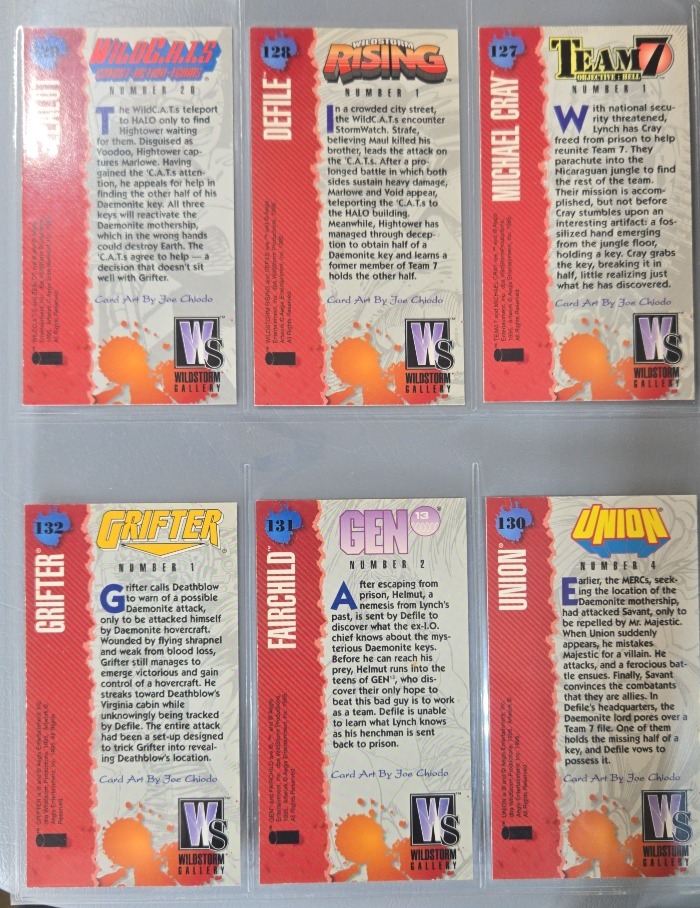 WILDC.A.T.S
COVERT-ACTION-TEAMS
NUMBER 20
The WildC.A.T.s teleport
to HALO only to find
Hightower waiting
for them. Disguised as
Voodoo, Hightower cap-
tures Marlowe. Having
gained the 'C.A.T.s atten-
tion, he appeals for help in
finding the other half of his
Daemonite key. All three
keys will reactivate the
Daemonite mothership,
which in the wrong hands
could destroy Earth. The
'C.A.T.s agree to help — a
decision that doesn't sit
well with Grifter.
Card Art By Joe Chiodo
WS
WILDSTORM™
GALLERY
128
DEFILE™
WILDSTORM
RISING
NUMBER 1
In a crowded city street,
the WildC.A.T.s encounter
StormWatch. Strafe,
believing Maul killed his
brother, leads the attack on
the 'C.A.T.s. After a pro-
longed battle in which both
sides sustain heavy damage,
Marlowe and Void appear,
teleporting the 'C.A.T.s to
the HALO building.
Meanwhile, Hightower has
managed through decep-
tion to obtain half of a
Daemonite key and learns a
former member of Team 7
holds the other half.
Card Art By Joe Chiodo
WS
WILDSTORM™
GALLERY
127
MICHAEL CRAY™
TEAM 7
OBJECTIVE: HELL
NUMBER 1
With national secu-
rity threatened,
Lynch has Cray
freed from prison to help
reunite Team 7. They
parachute into the
Nicaraguan jungle to find
the rest of the team.
Their mission is accom-
plished, but not before
Cray stumbles upon an
interesting artifact: a fos-
silized hand emerging
from the jungle floor,
holding a key. Cray grabs
the key, breaking it in
half, little realizing just
what he has discovered.
Card Art By Joe Chiodo
WS
WILDSTORM™
GALLERY
132
GRIFTER®
GRIFTER®
NUMBER 1
Grifter calls Deathblow
to warn of a possible
Daemonite attack,
only to be attacked himself
by Daemonite hovercraft.
Wounded by flying shrapnel
and weak from blood loss,
Grifter still manages to
emerge victorious and gain
control of a hovercraft. He
streaks toward Deathblow's
Virginia cabin while
unknowingly being tracked
by Defile. The entire attack
had been a set-up designed
to trick Grifter into reveal-
ing Deathblow's location.
Card Art By Joe Chiodo
WS
WILDSTORM™
GALLERY
131
FAIRCHILD™
GEN 13
NUMBER 2
After escaping from
prison, Helmut, a
nemesis from Lynch's
past, is sent by Defile to
discover what the ex-I.O.
chief knows about the mys-
terious Daemonite keys.
Before he can reach his
prey, Helmut runs into the
teens of GEN13, who dis-
cover their only hope to
beat this bad guy is to work
as a team. Defile is unable
to learn what Lynch knows
as his henchman is sent
back to prison.
Card Art By Joe Chiodo
WS
WILDSTORM™
GALLERY
130
UNION®
UNION®
NUMBER 4
Earlier, the MERCs, seek-
ing the location of the
Daemonite mothership,
had attacked Savant, only to
be repelled by Mr. Majestic.
When Union suddenly
appears, he mistakes
Majestic for a villain. He
attacks, and a ferocious bat-
tle ensues. Finally, Savant
convinces the combatants
that they are allies. In
Defile's headquarters, the
Daemonite lord pores over a
Team 7 file. One of them
holds the missing half of a
key, and Defile vows to
possess it.
Card Art By Joe Chiodo
WS
WILDSTORM™
GALLERY